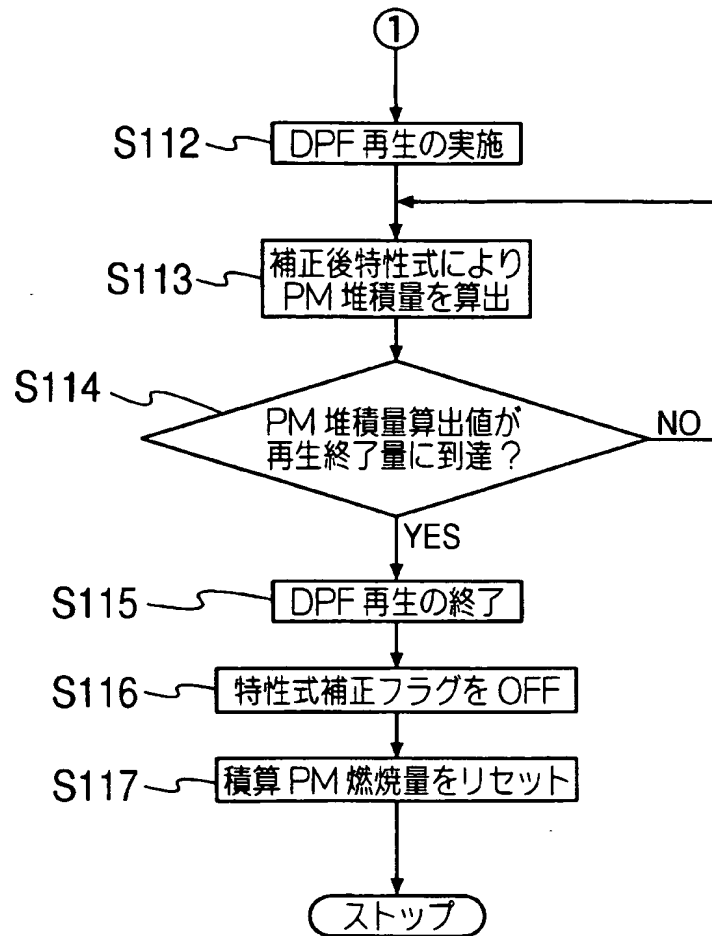 ①
S112
DPF 再生の実施
S113
補正後特性式により
PM 堆積量を算出
S114
PM 堆積量算出値が
再生終了量に到達？
NO
YES
S115
DPF 再生の終了
S116
特性式補正フラグを OFF
S117
積算 PM 燃焼量をリセット
ストップ